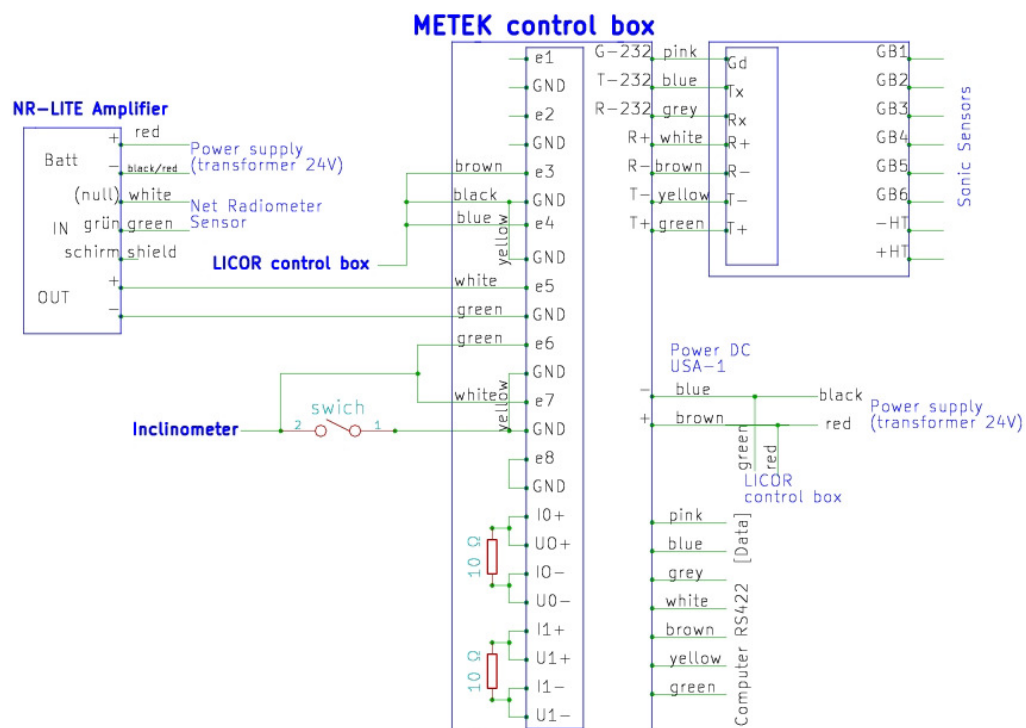 METEK control box
NR-LITE Amplifier
Batt
+
red
-
black/red
Power supply
(transformer 24V)
(null)
white
IN
grün
green
schirm
shield
Net Radiometer
Sensor
OUT
+
-
LICOR control box
Inclinometer
swich
2
1
brown
black
blue
yellow
white
green
green
white
yellow
e1
GND
e2
GND
e3
GND
e4
GND
e5
GND
e6
GND
e7
GND
e8
GND
I0+
U0+
I0-
U0-
I1+
U1+
I1-
U1-
10 Ω
10 Ω
G-232 pink Gd
T-232 blue Tx
R-232 grey Rx
R+ white R+
R- brown R-
T- yellow T-
T+ green T+
GB1
GB2
GB3
GB4
GB5
GB6
-HT
+HT
Sonic Sensors
Power DC
USA-1
- blue black
+ brown red
Power supply
(transformer 24V)
green
red
LICOR
control box
pink
blue
grey
white
brown
yellow
green
Computer RS422 [Data]